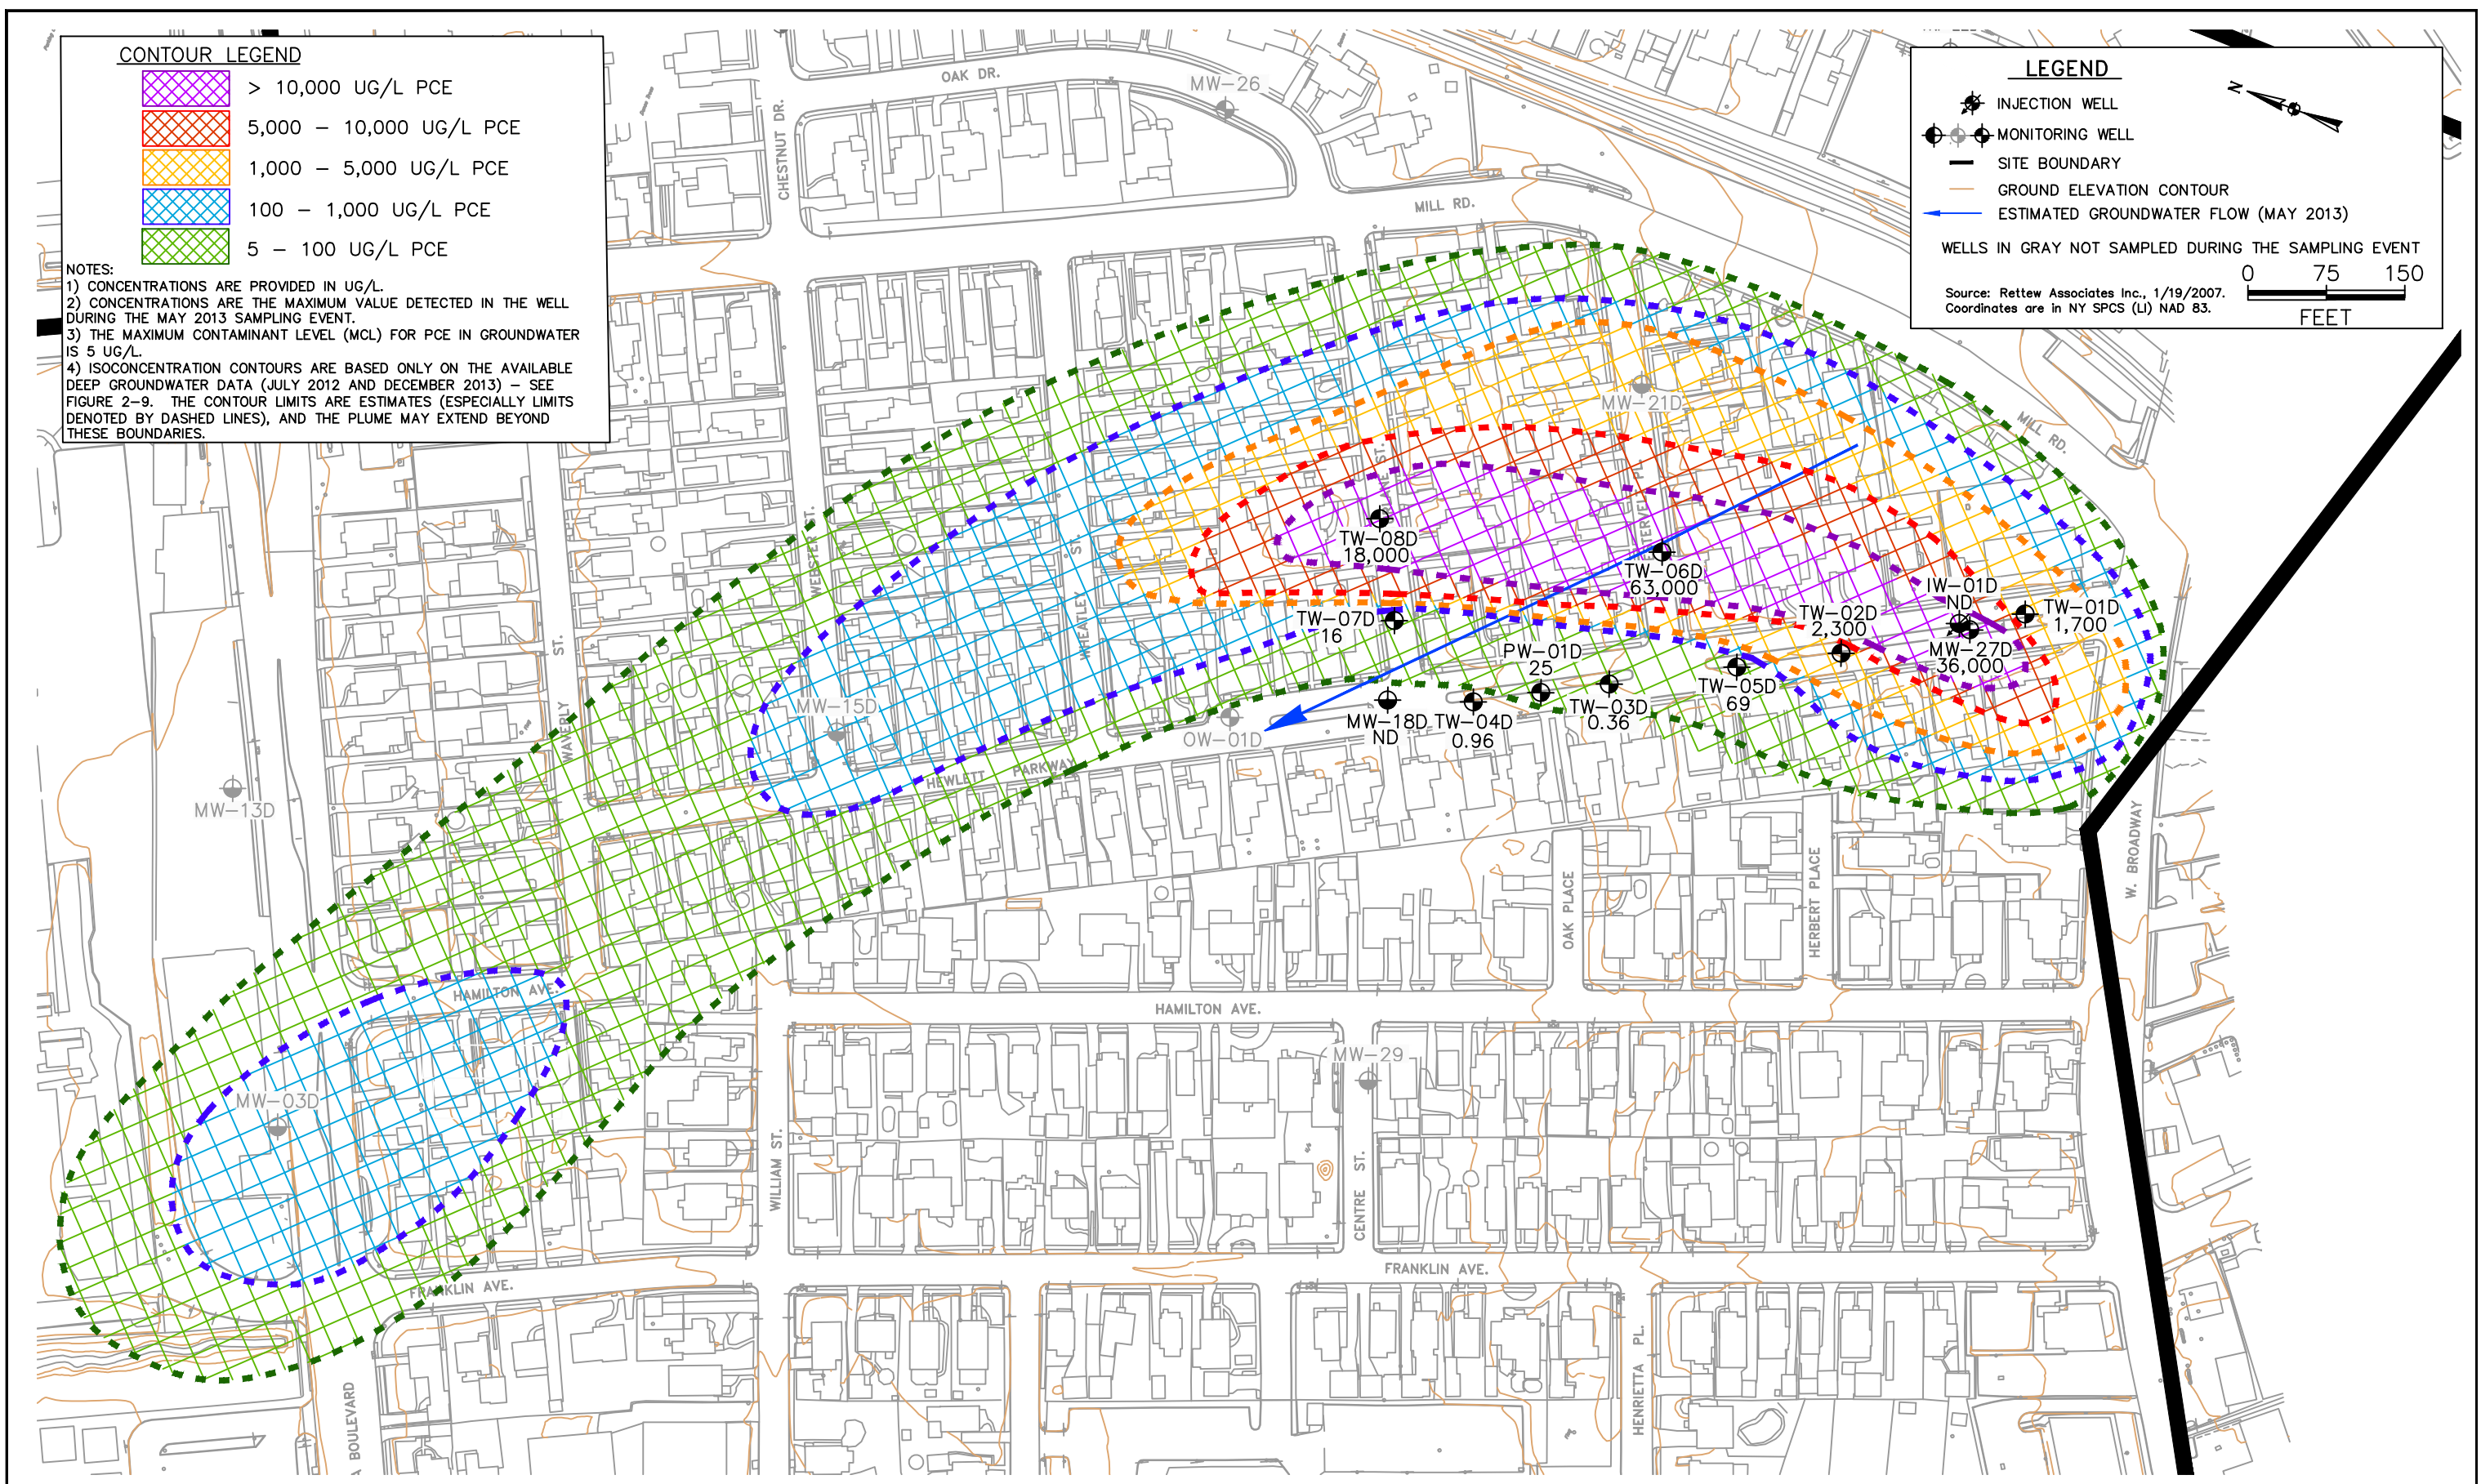 CONTOUR LEGEND
> 10,000 UG/L PCE
5,000 – 10,000 UG/L PCE
1,000 – 5,000 UG/L PCE
100 – 1,000 UG/L PCE
5 – 100 UG/L PCE
NOTES:
1) CONCENTRATIONS ARE PROVIDED IN UG/L.
2) CONCENTRATIONS ARE THE MAXIMUM VALUE DETECTED IN THE WELL
DURING THE MAY 2013 SAMPLING EVENT.
3) THE MAXIMUM CONTAMINANT LEVEL (MCL) FOR PCE IN GROUNDWATER
IS 5 UG/L.
4) ISOCONCENTRATION CONTOURS ARE BASED ONLY ON THE AVAILABLE
DEEP GROUNDWATER DATA (JULY 2012 AND DECEMBER 2013) – SEE
FIGURE 2–9. THE CONTOUR LIMITS ARE ESTIMATES (ESPECIALLY LIMITS
DENOTED BY DASHED LINES), AND THE PLUME MAY EXTEND BEYOND
THESE BOUNDARIES.
LEGEND
N
INJECTION WELL
MONITORING WELL
SITE BOUNDARY
GROUND ELEVATION CONTOUR
ESTIMATED GROUNDWATER FLOW (MAY 2013)
WELLS IN GRAY NOT SAMPLED DURING THE SAMPLING EVENT
0 75 150
FEET
Source: Rettew Associates Inc., 1/19/2007.
Coordinates are in NY SPCS (LI) NAD 83.
OAK DR.
CHESTNUT DR.
MW–26
MILL RD.
MW–21D
MILL RD.
TW–08D
18,000
TW–06D
63,000
IW–01D
ND
TW–01D
1,700
TW–02D
2,300
TW–07D
16
MW–27D
36,000
PW–01D
25
TW–05D
69
TW–03D
0.36
MW–18D
ND
TW–04D
0.96
OW–01D
MW–15D
WEBSTER ST.
WHEATLEY ST.
WAVERLY ST.
HEWLETT PARKWAY
MW–13D
W. BROADWAY
OAK PLACE
HERBERT PLACE
HAMILTON AVE.
HAMILTON AVE.
MW–29
MW–03D
WILLIAM ST.
CENTRE ST.
FRANKLIN AVE.
FRANKLIN AVE.
HENRIETTA PL.
A BOULEVARD